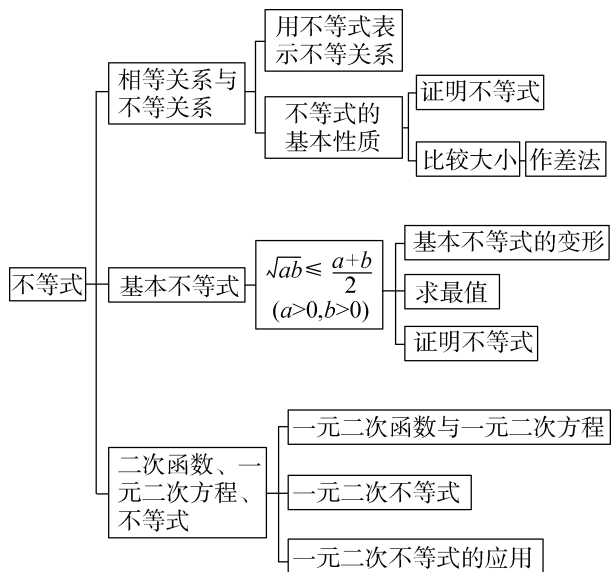 用不等式表
示不等关系
相等关系与
不等关系
不等式的
基本性质
证明不等式
比较大小
作差法
不等式
基本不等式
√ab ≤ a+b/2
(a>0,b>0)
基本不等式的变形
求最值
证明不等式
二次函数、一
元二次方程、
不等式
一元二次函数与一元二次方程
一元二次不等式
一元二次不等式的应用